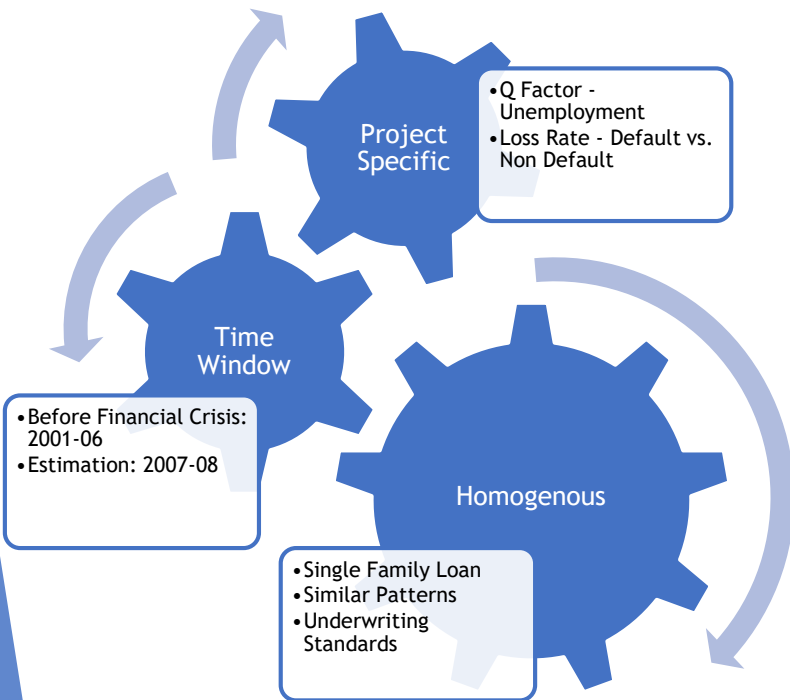 Project
Specific
•Q Factor -
Unemployment
•Loss Rate - Default vs.
Non Default
Time
Window
•Before Financial Crisis:
2001-06
•Estimation: 2007-08
Homogenous
•Single Family Loan
•Similar Patterns
•Underwriting
Standards